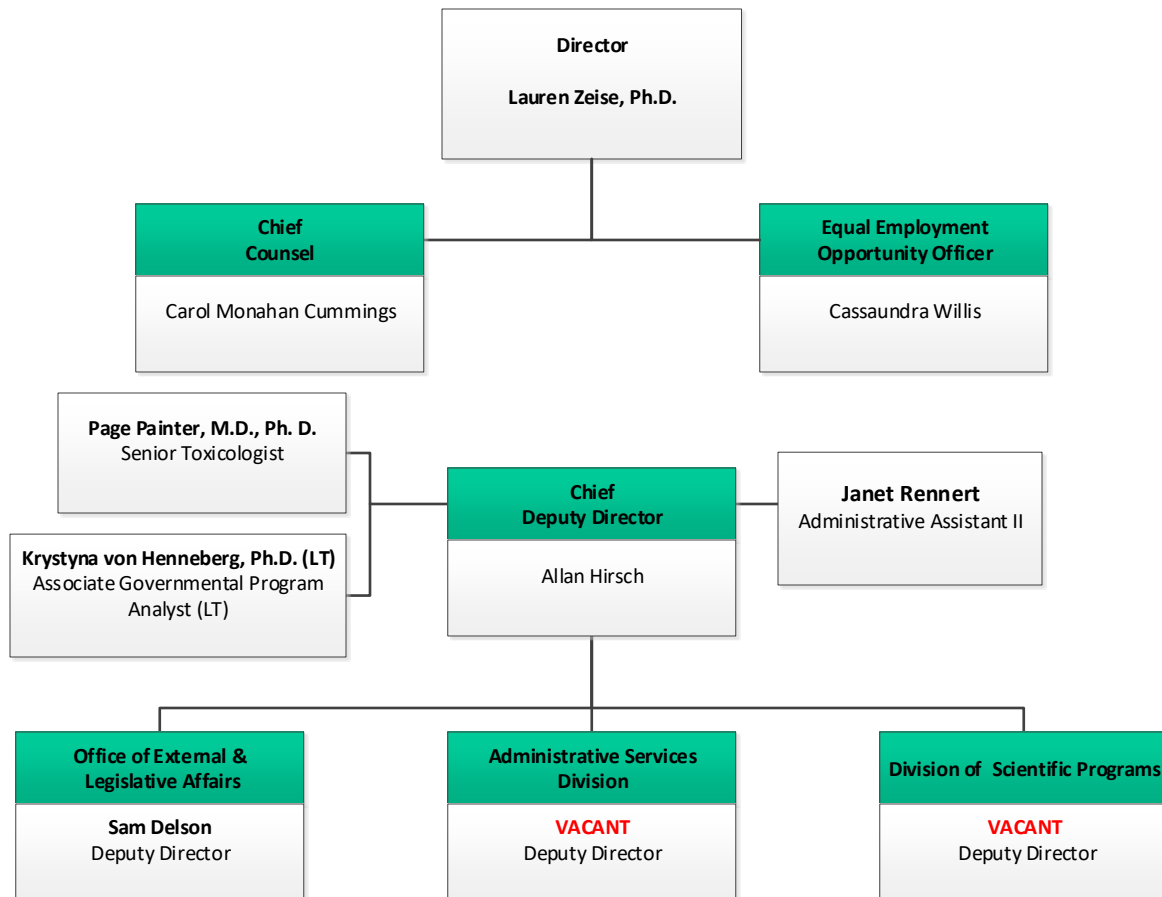 Director
Lauren Zeise, Ph.D.
Chief
Counsel
Carol Monahan Cummings
Equal Employment
Opportunity Officer
Cassaundra Willis
Page Painter, M.D., Ph. D.
Senior Toxicologist
Krystyna von Henneberg, Ph.D. (LT)
Associate Governmental Program
Analyst (LT)
Chief
Deputy Director
Allan Hirsch
Janet Rennert
Administrative Assistant II
Office of External &
Legislative Affairs
Sam Delson
Deputy Director
Administrative Services
Division
VACANT
Deputy Director
Division of  Scientific Programs
VACANT
Deputy Director